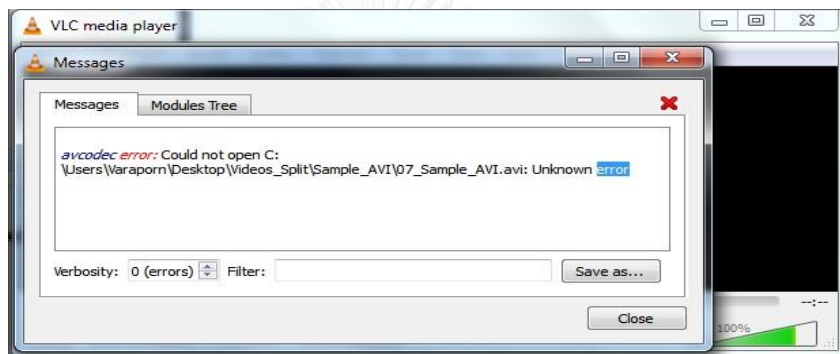 VLC media player
Messages
Messages
Modules Tree
avcodec error: Could not open C:
\Users\Varaporn\Desktop\Videos_Split\Sample_AVI\07_Sample_AVI.avi: Unknown error
Verbosity:
0 (errors)
Filter:
Save as...
Close
--:--
100%